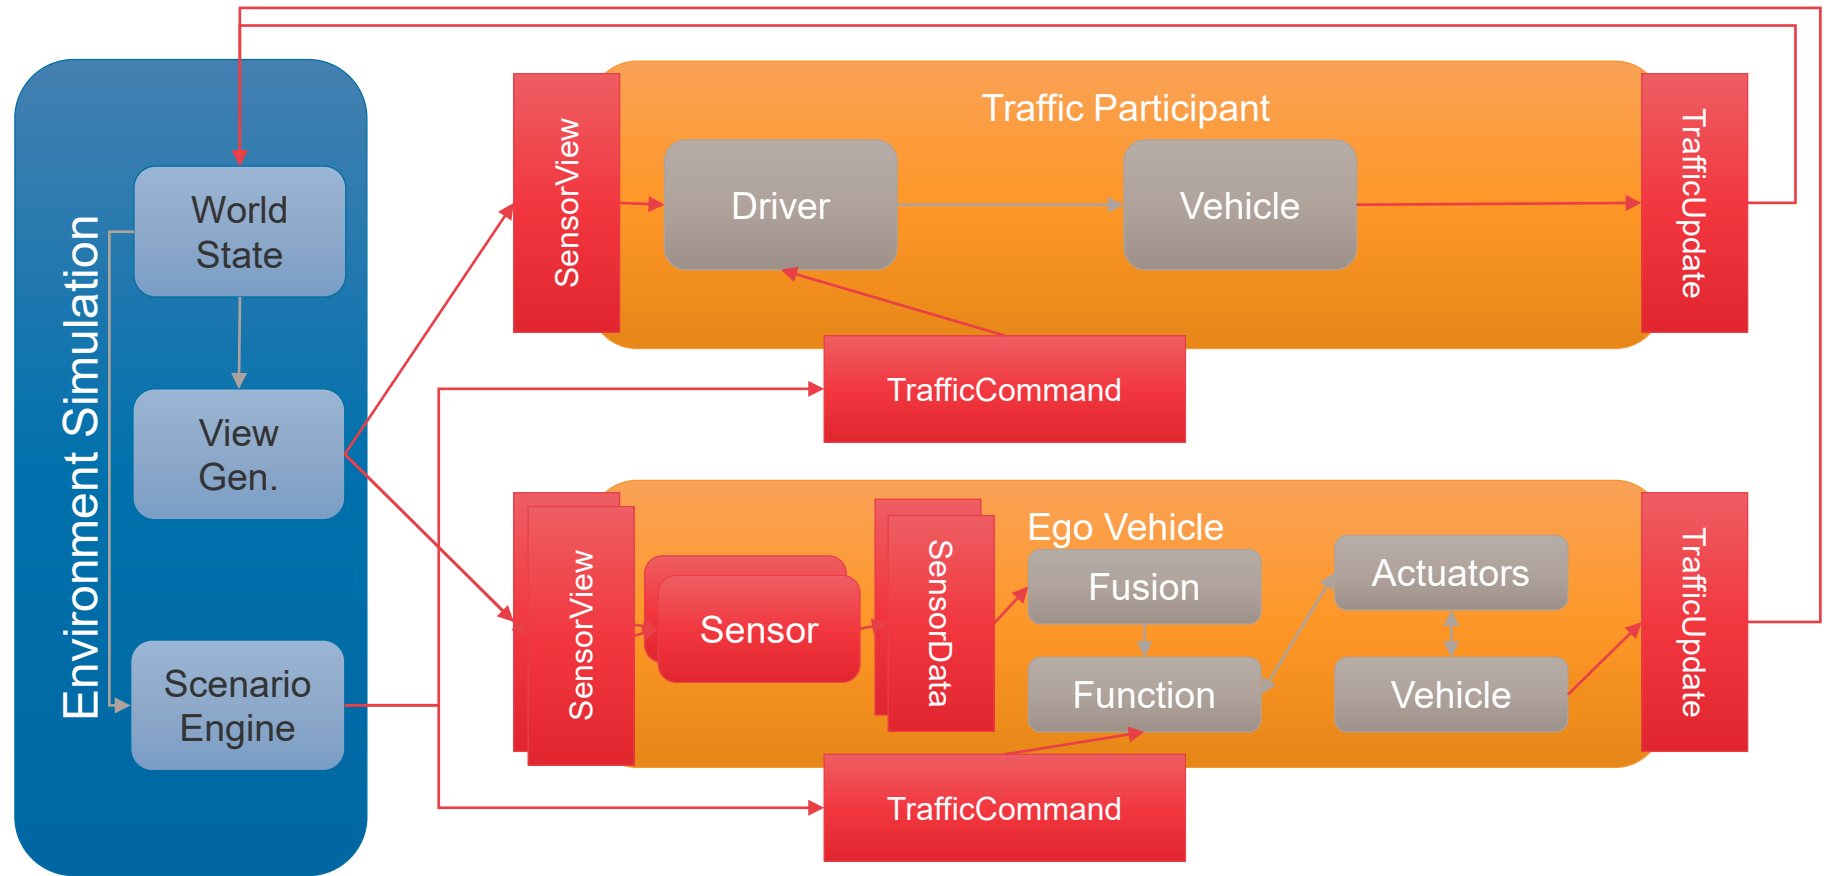 Environment Simulation
World
State
View
Gen.
Scenario
Engine
Traffic Participant
SensorView
Driver
Vehicle
TrafficUpdate
TrafficCommand
Ego Vehicle
SensorView
Sensor
SensorData
Fusion
Function
Actuators
Vehicle
TrafficUpdate
TrafficCommand